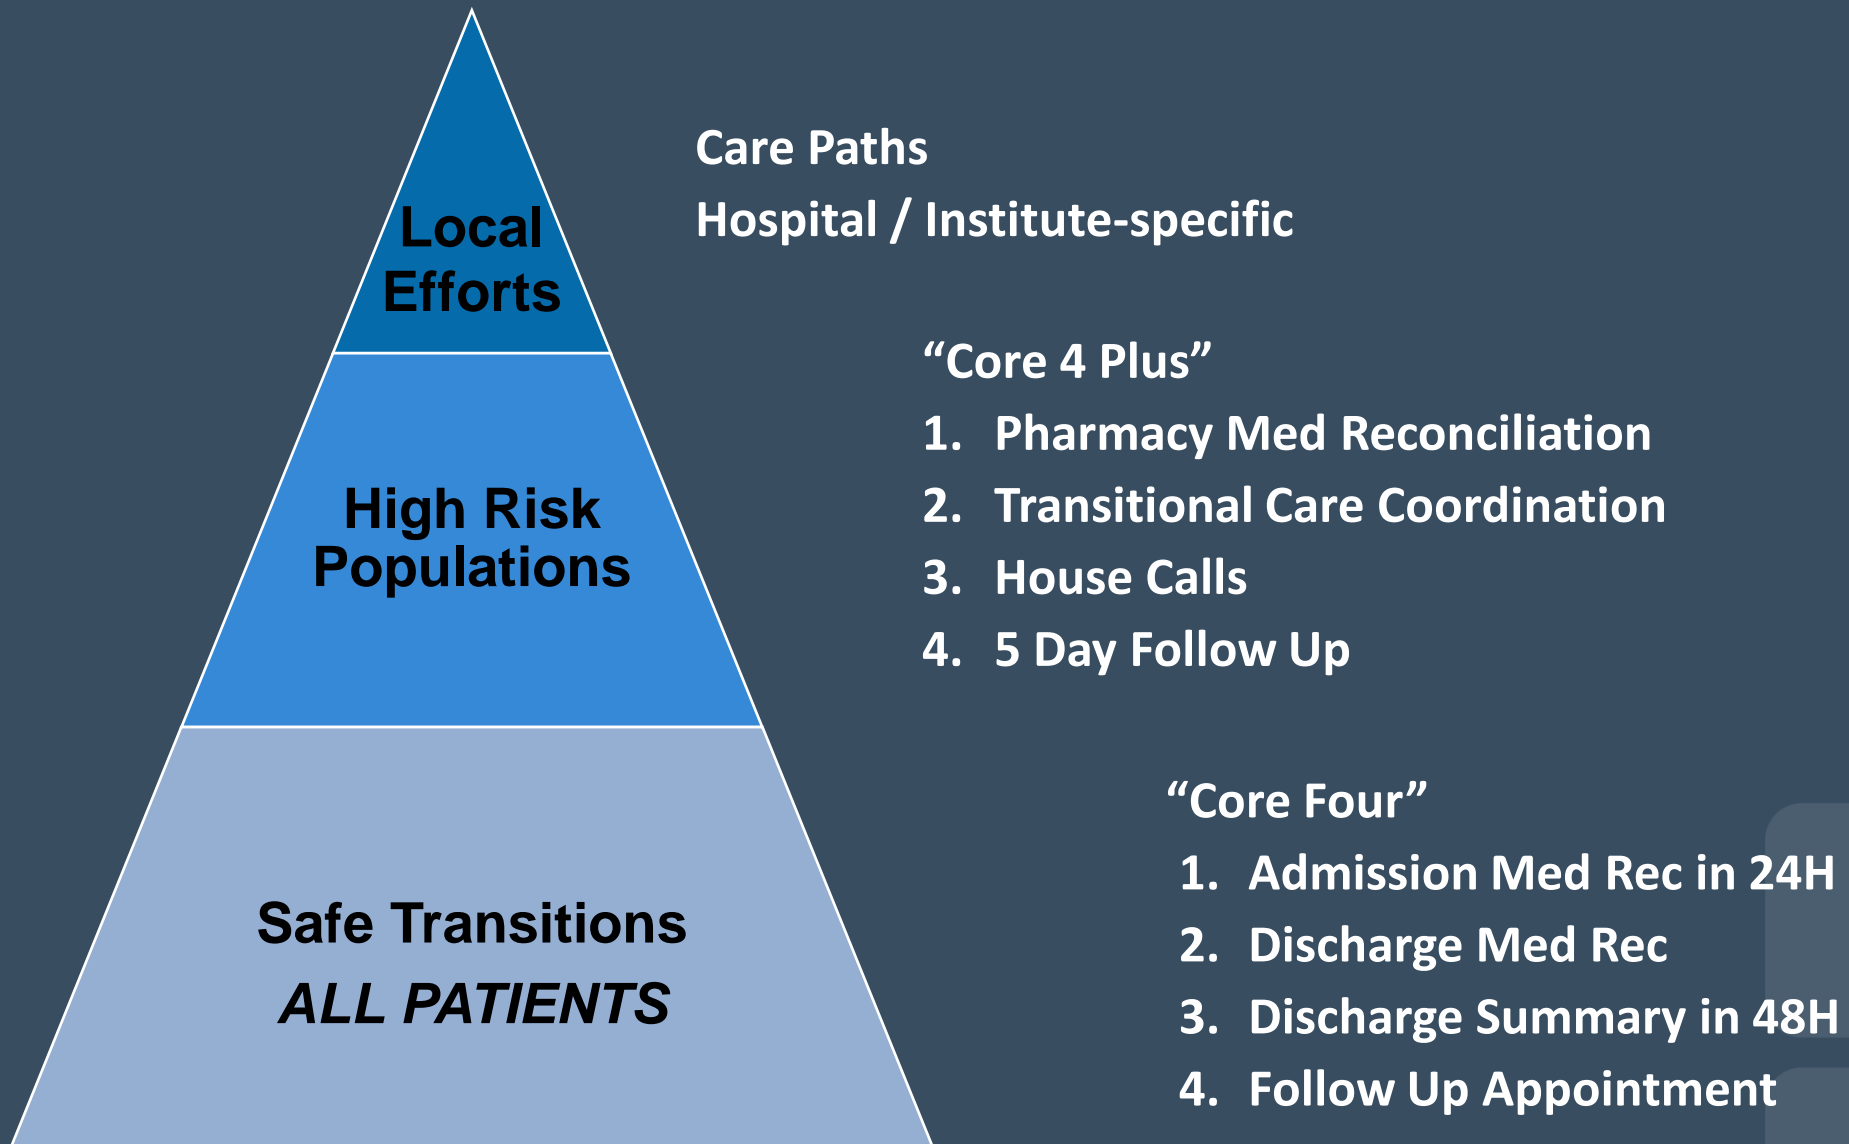 Local
Efforts
Care Paths
Hospital / Institute-specific
High Risk
Populations
“Core 4 Plus”
1. Pharmacy Med Reconciliation
2. Transitional Care Coordination
3. House Calls
4. 5 Day Follow Up
Safe Transitions
ALL PATIENTS
“Core Four”
1. Admission Med Rec in 24H
2. Discharge Med Rec
3. Discharge Summary in 48H
4. Follow Up Appointment